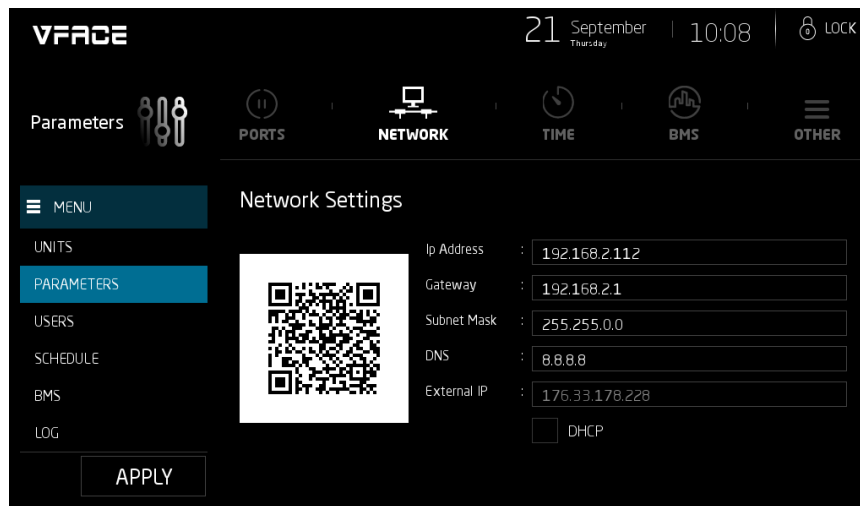 VFACE
21 September Thursday 10:08 LOCK
Parameters
PORTS NETWORK TIME BMS OTHER
MENU
UNITS
PARAMETERS
USERS
SCHEDULE
BMS
LOG
APPLY
Network Settings
Ip Address : 192.168.2.112
Gateway : 192.168.2.1
Subnet Mask : 255.255.0.0
DNS : 8.8.8.8
External IP : 176.33.178.228
DHCP